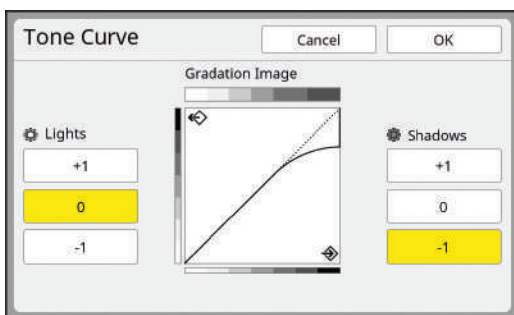 Tone Curve
Cancel
OK
Gradation Image
Lights
+1
0
-1
Shadows
+1
0
-1